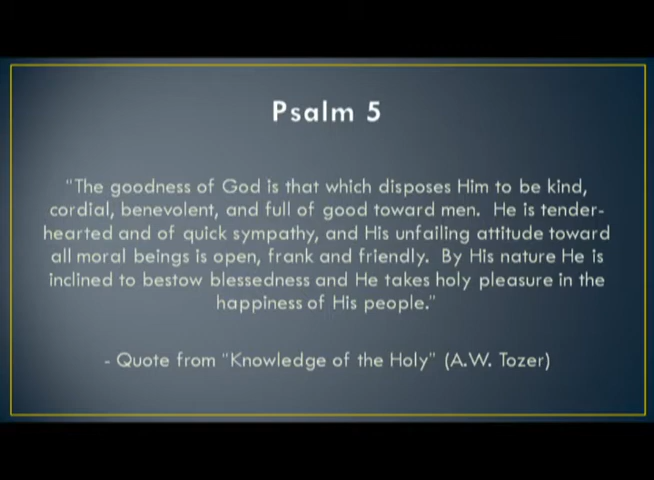 Psalm 5
"The goodness of God is that which disposes Him to be kind,
cordial, benevolent, and full of good toward men.  He is tender-
hearted and of quick sympathy, and His unfailing attitude toward
all moral beings is open, frank and friendly.  By His nature He is
inclined to bestow blessedness and He takes holy pleasure in the
happiness of His people."
- Quote from "Knowledge of the Holy" (A.W. Tozer)